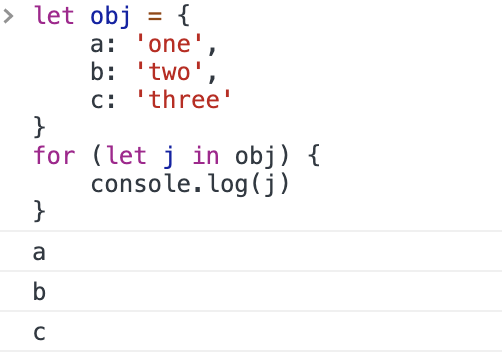 > let obj = {
    a: 'one',
    b: 'two',
    c: 'three'
}
for (let j in obj) {
    console.log(j)
}
a
b
c